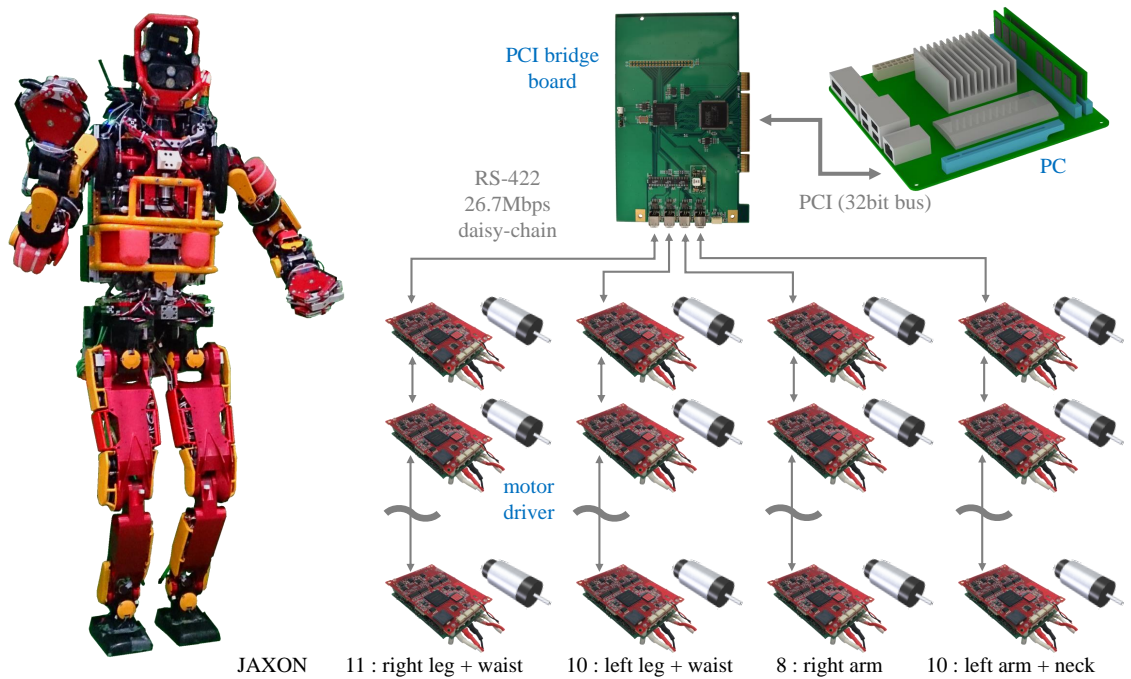 PCI bridge
board
PC
PCI (32bit bus)
RS-422
26.7Mbps
daisy-chain
motor
driver
JAXON
11 : right leg + waist
10 : left leg + waist
8 : right arm
10 : left arm + neck